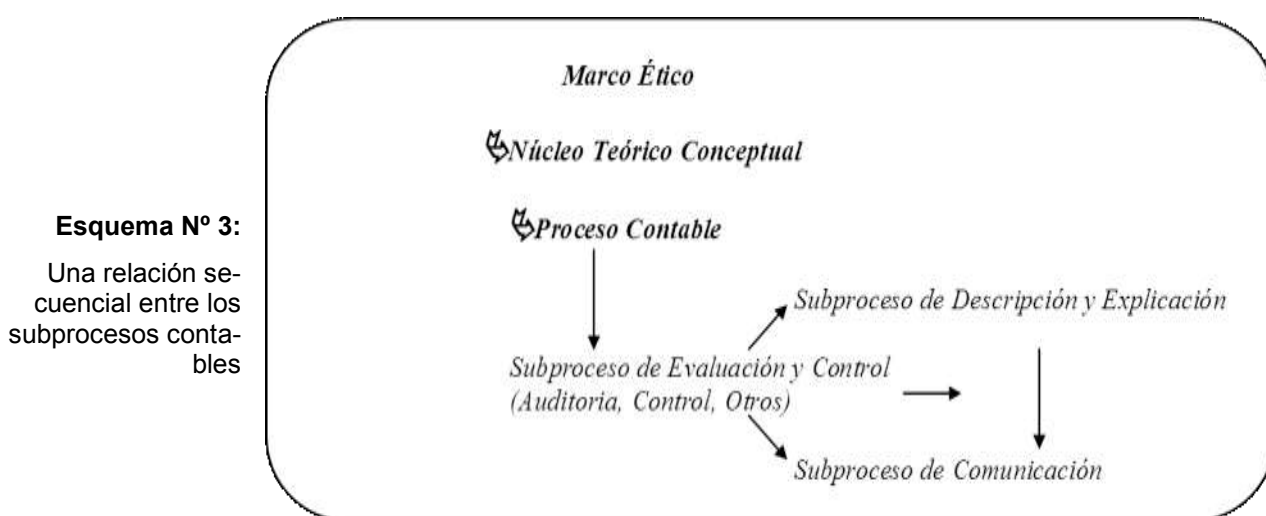 Esquema Nº 3:
Una relación se-
cuencial entre los
subprocesos conta-
bles
Marco Ético
Núcleo Teórico Conceptual
Proceso Contable
Subproceso de Descripción y Explicación
Subproceso de Evaluación y Control
(Auditoria, Control, Otros)
Subproceso de Comunicación